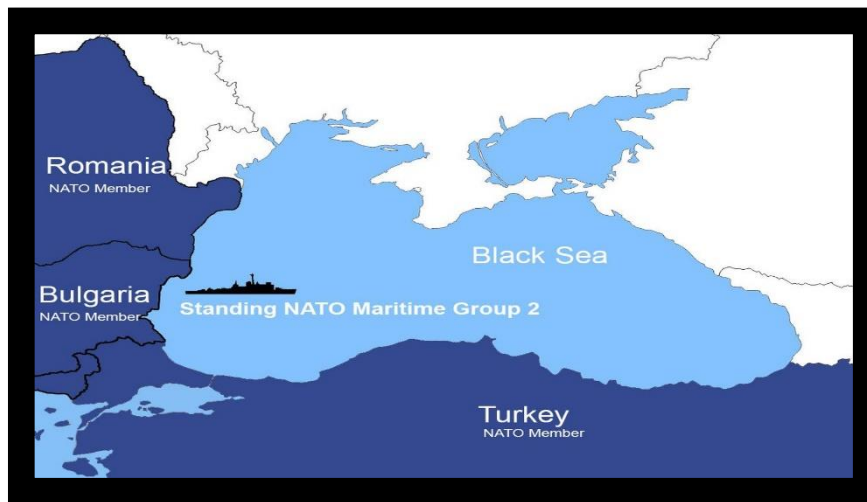 Romania
NATO Member
Black Sea
Bulgaria
NATO Member
Standing NATO Maritime Group 2
Turkey
NATO Member